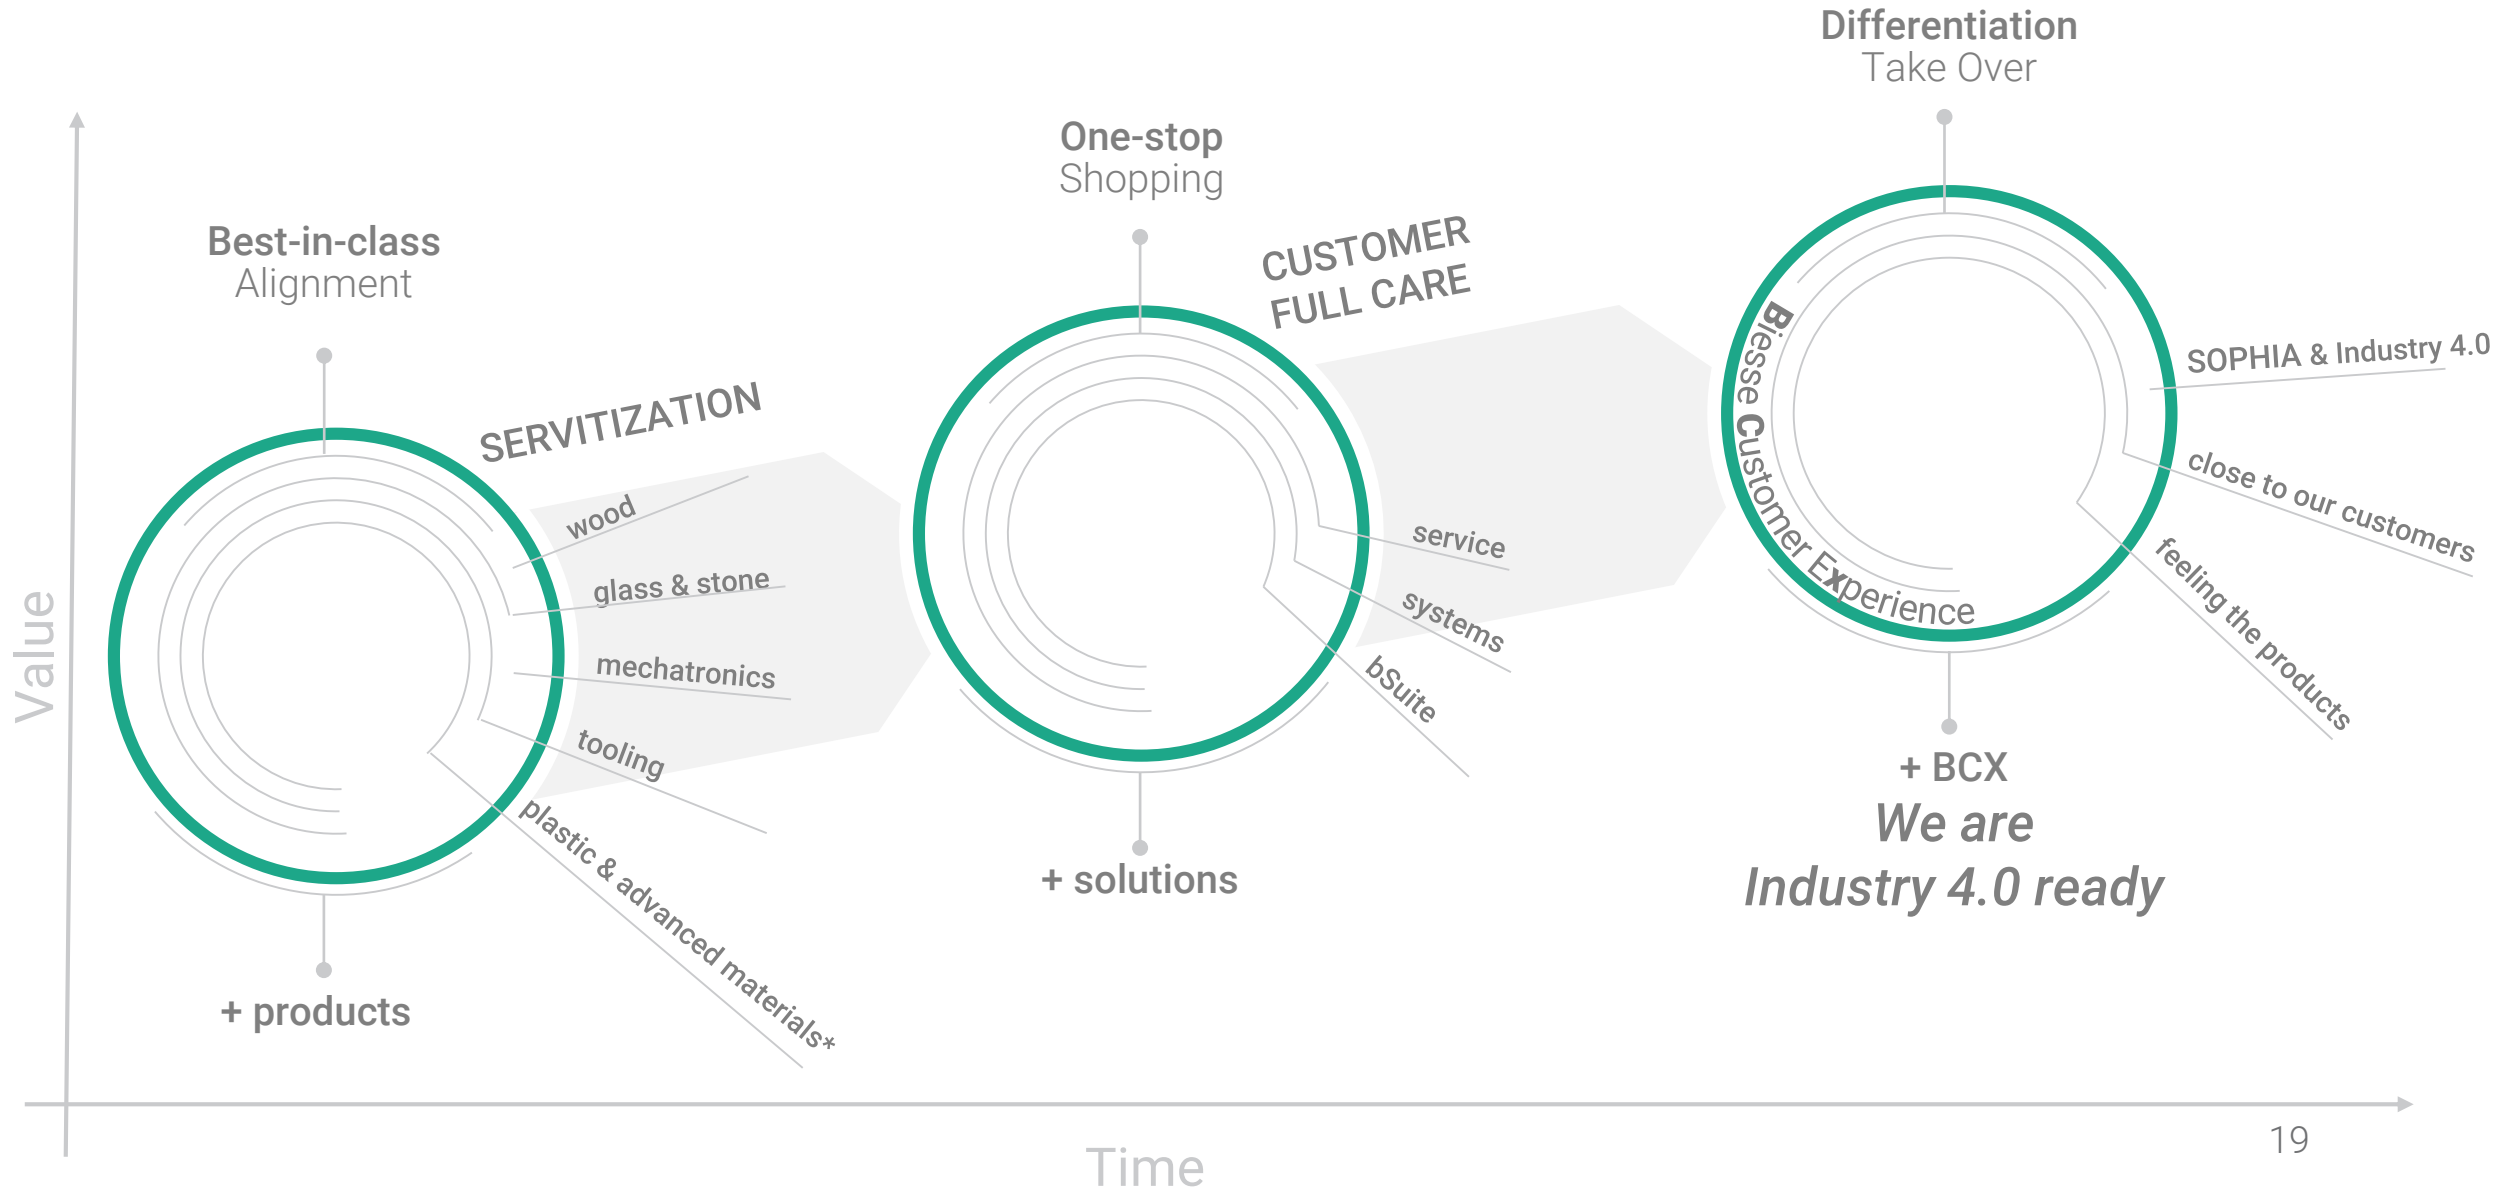 Differentiation
Take Over
One-stop
Shopping
Best-in-class
Alignment
CUSTOMER
FULL CARE
SERVITIZATION
Value
wood
glass & stone
mechatronics
tooling
plastic & advanced materials*
+ products
service
systems
bSuite
+ solutions
Biesse Customer Experience
SOPHIA & Industry 4.0
close to our customers
feeling the products
+ BCX
We are
Industry 4.0 ready
Time
19